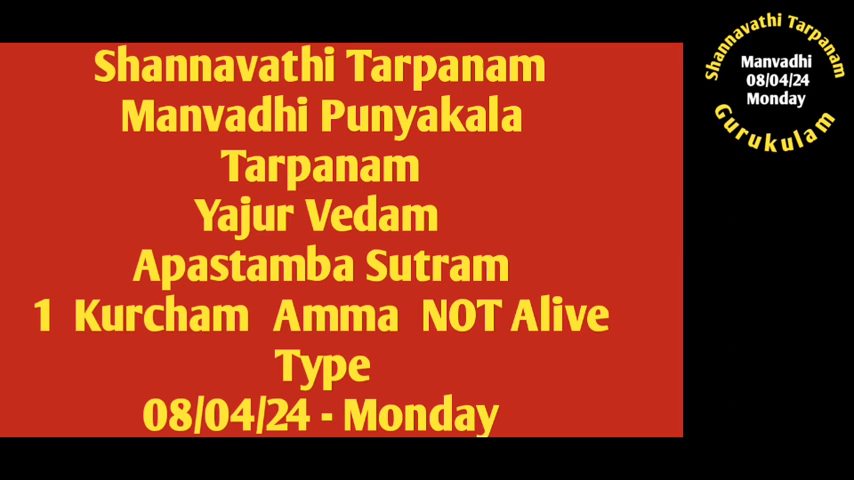 Shannavathi Tarpanam
Manvadhi Punyakala
Tarpanam
Yajur Vedam
Apastamba Sutram
1 Kurcham Amma NOT Alive
Type
08/04/24 - Monday
Shannavathi Tarpanam
Manvadhi
08/04/24
Monday
Gurukulam